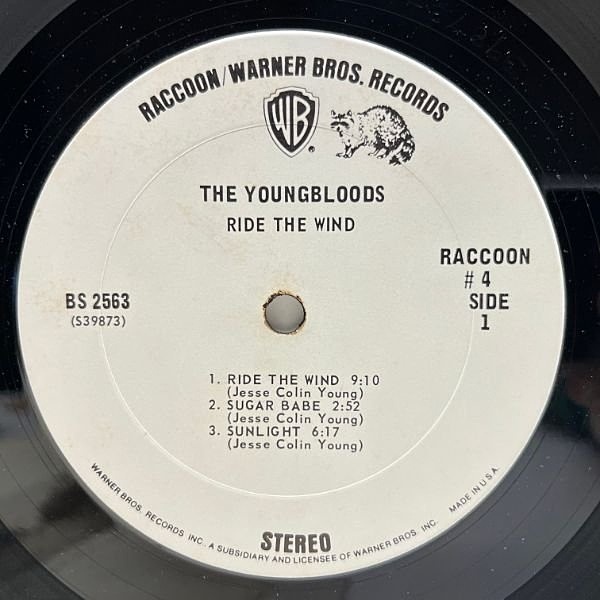 RACCOON/WARNER BROS. RECORDS
WB
®
THE YOUNGBLOODS
RIDE THE WIND
RACCOON
# 4
SIDE
1
BS 2563
(S39873)
1. RIDE THE WIND 9:10
(Jesse Colin Young)
2. SUGAR BABE 2:52
(Jesse Colin Young)
3. SUNLIGHT 6:17
(Jesse Colin Young)
STEREO
WARNER BROS. RECORDS INC., A SUBSIDIARY AND LICENSEE OF WARNER BROS. INC. MADE IN U.S.A.